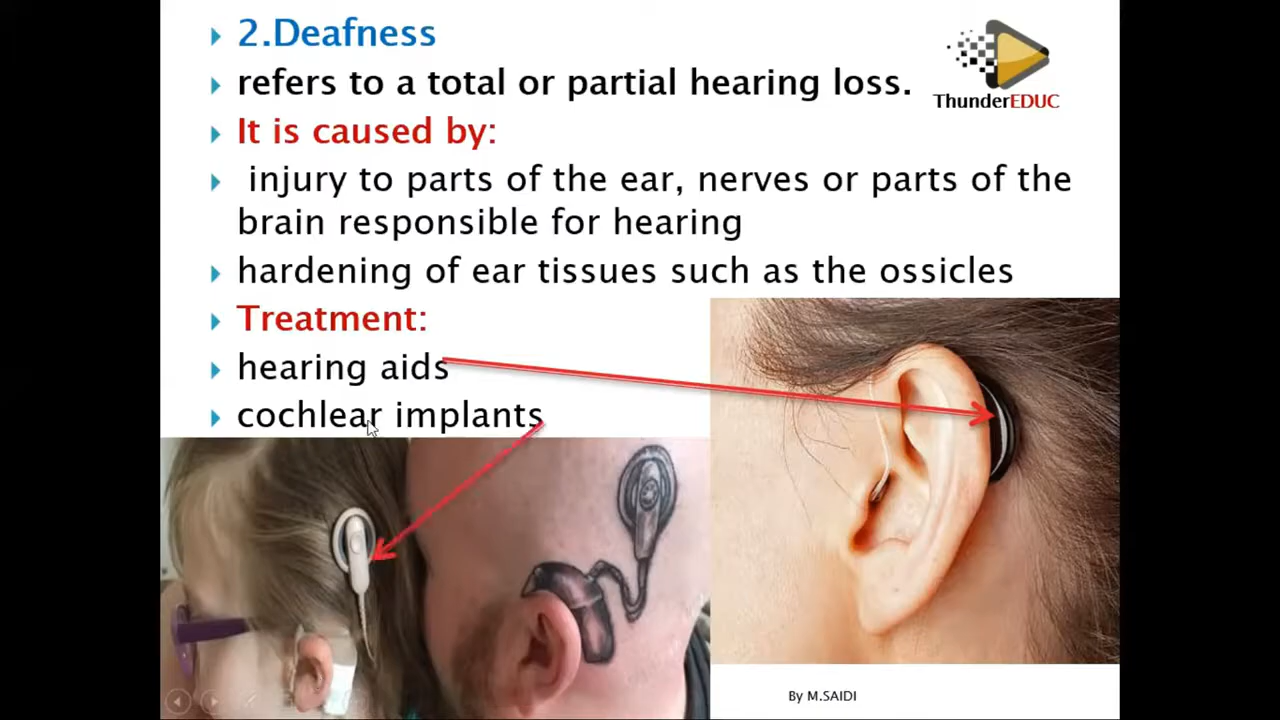 2.Deafness
refers to a total or partial hearing loss.
ThunderEDUC
It is caused by:
injury to parts of the ear, nerves or parts of the
brain responsible for hearing
hardening of ear tissues such as the ossicles
Treatment:
hearing aids
cochlear implants
By M.SAIDI